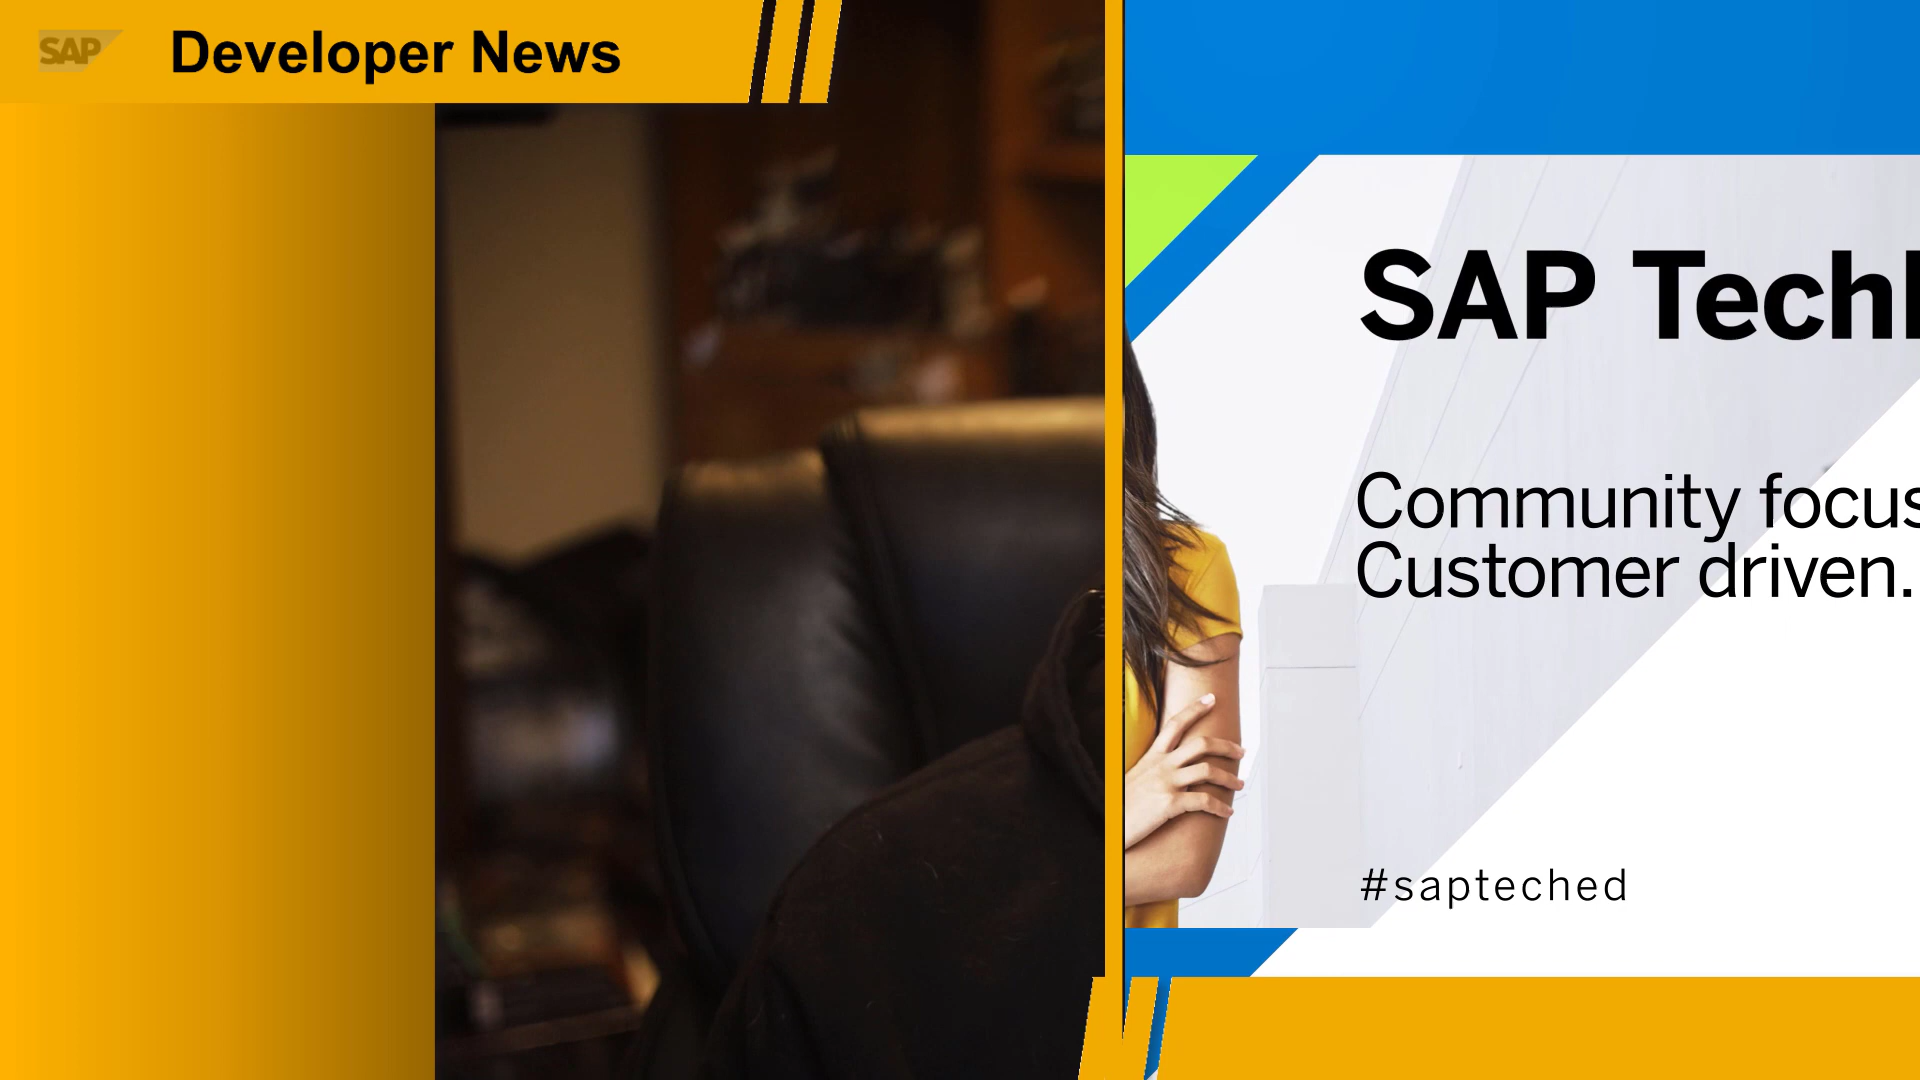 SAP
Developer News
SAP Tech
Community focus
Customer driven.
#sapteched